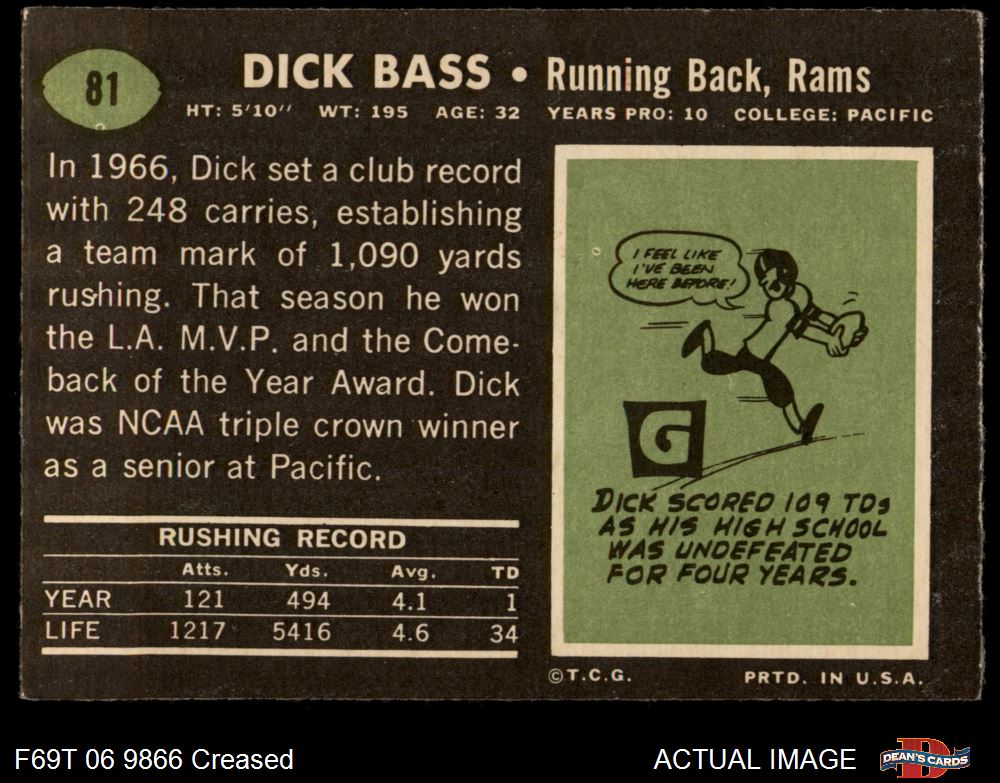 81
DICK BASS • Running Back, Rams
HT: 5'10'' WT: 195 AGE: 32 YEARS PRO: 10 COLLEGE: PACIFIC
In 1966, Dick set a club record
with 248 carries, establishing
a team mark of 1,090 yards
rushing. That season he won
the L.A. M.V.P. and the Come-
back of the Year Award. Dick
was NCAA triple crown winner
as a senior at Pacific.
RUSHING RECORD
Atts. Yds. Avg. TD
YEAR 121 494 4.1 1
LIFE 1217 5416 4.6 34
I FEEL LIKE
I'VE BEEN
HERE BEFORE!
G
DICK SCORED 109 TDs
AS HIS HIGH SCHOOL
WAS UNDEFEATED
FOR FOUR YEARS.
©T.C.G. PRTD. IN U.S.A.
F69T 06 9866 Creased
ACTUAL IMAGE
D
DEAN'S CARDS